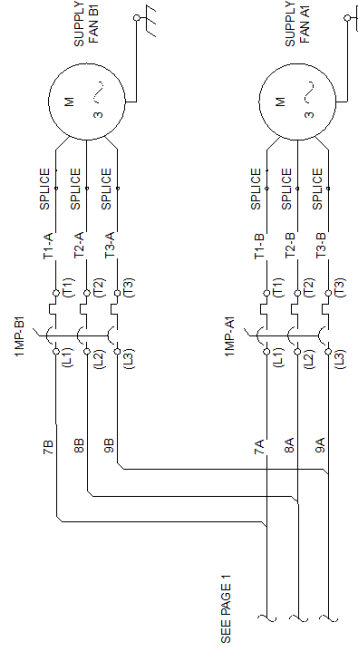 1MP-B1
SUPPLY
FAN B1
7B (L1) (T1) T1-A SPLICE
M
8B (L2) (T2) T2-A SPLICE
3
9B (L3) (T3) T3-A SPLICE
SEE PAGE 1
1MP-A1
SUPPLY
FAN A1
7A (L1) (T1) T1-B SPLICE
M
8A (L2) (T2) T2-B SPLICE
3
9A (L3) (T3) T3-B SPLICE